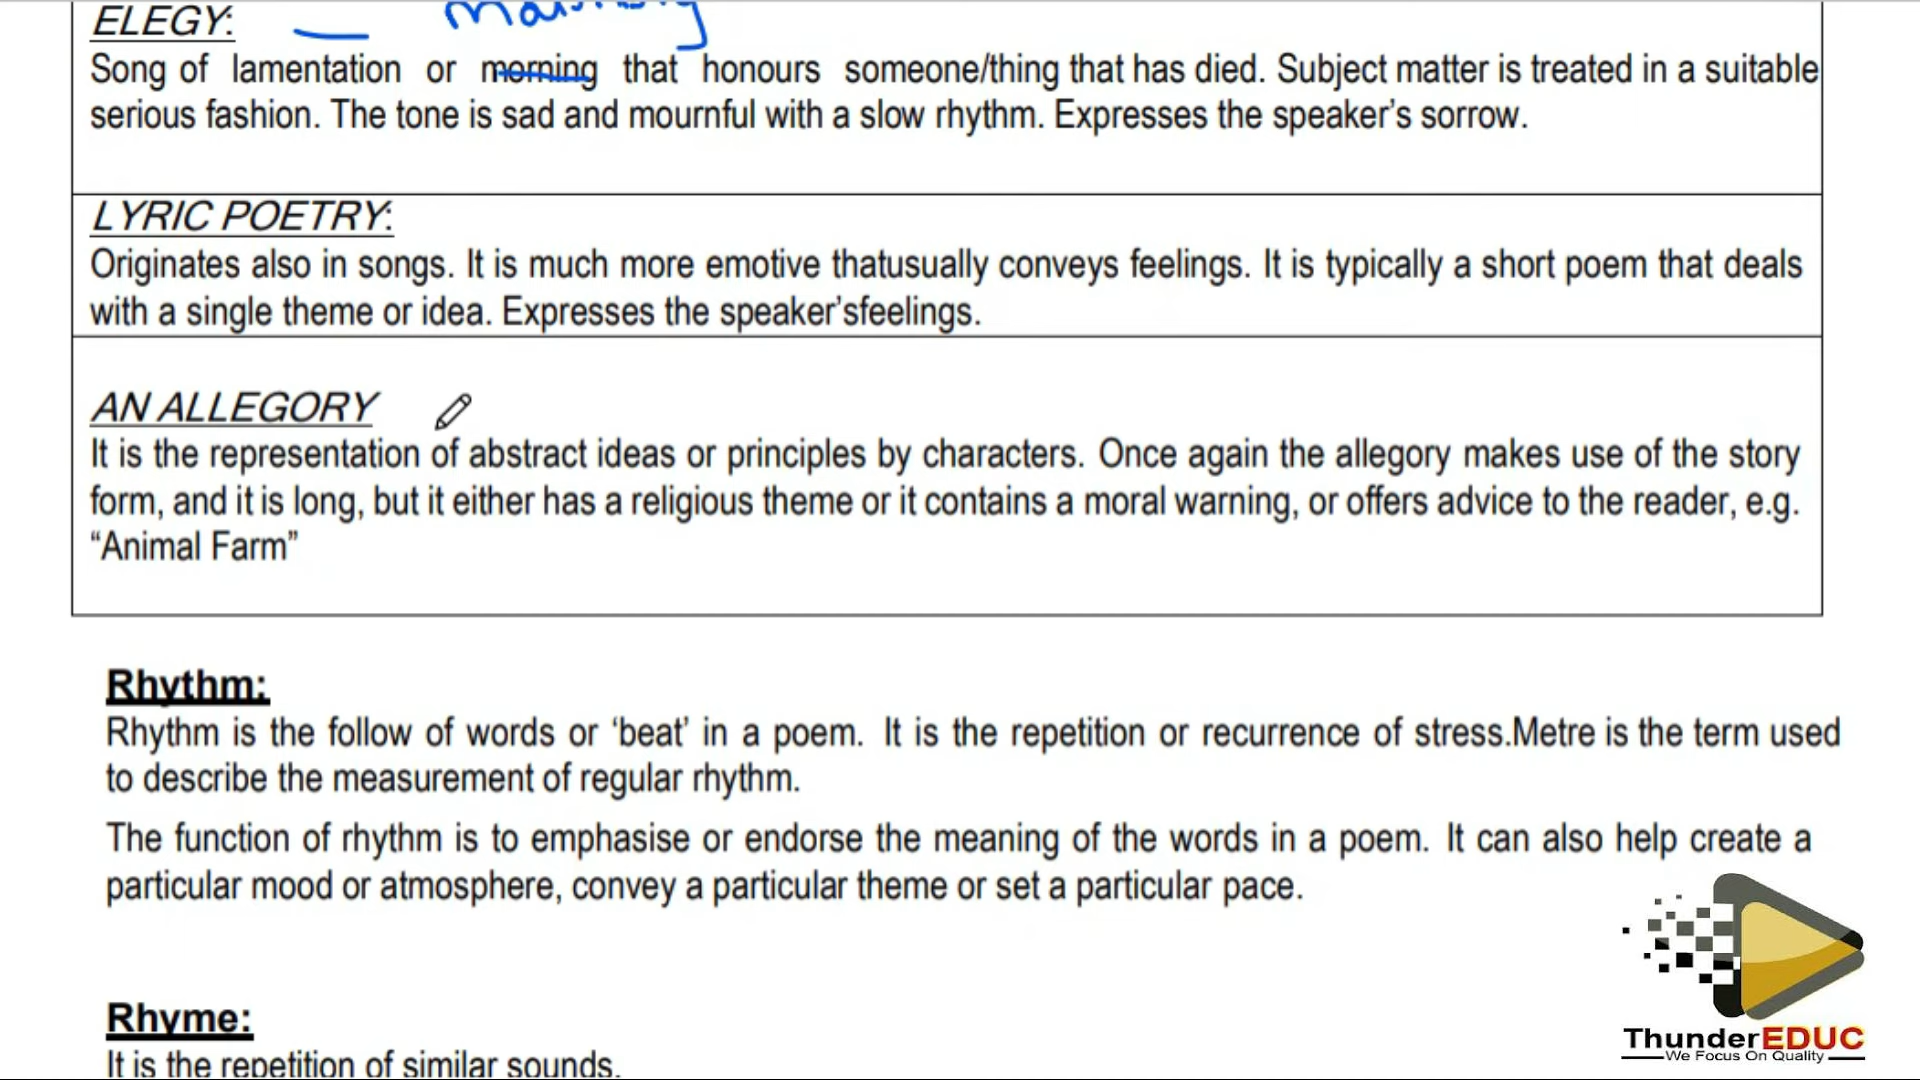 ELEGY:
Song of lamentation or morning that honours someone/thing that has died. Subject matter is treated in a suitable
serious fashion. The tone is sad and mournful with a slow rhythm. Expresses the speaker’s sorrow.
LYRIC POETRY:
Originates also in songs. It is much more emotive thatusually conveys feelings. It is typically a short poem that deals
with a single theme or idea. Expresses the speaker’sfeelings.
AN ALLEGORY
It is the representation of abstract ideas or principles by characters. Once again the allegory makes use of the story
form, and it is long, but it either has a religious theme or it contains a moral warning, or offers advice to the reader, e.g.
“Animal Farm”
Rhythm:
Rhythm is the follow of words or ‘beat’ in a poem. It is the repetition or recurrence of stress.Metre is the term used
to describe the measurement of regular rhythm.
The function of rhythm is to emphasise or endorse the meaning of the words in a poem. It can also help create a
particular mood or atmosphere, convey a particular theme or set a particular pace.
Rhyme:
It is the repetition of similar sounds.
ThunderEDUC
We Focus On Quality